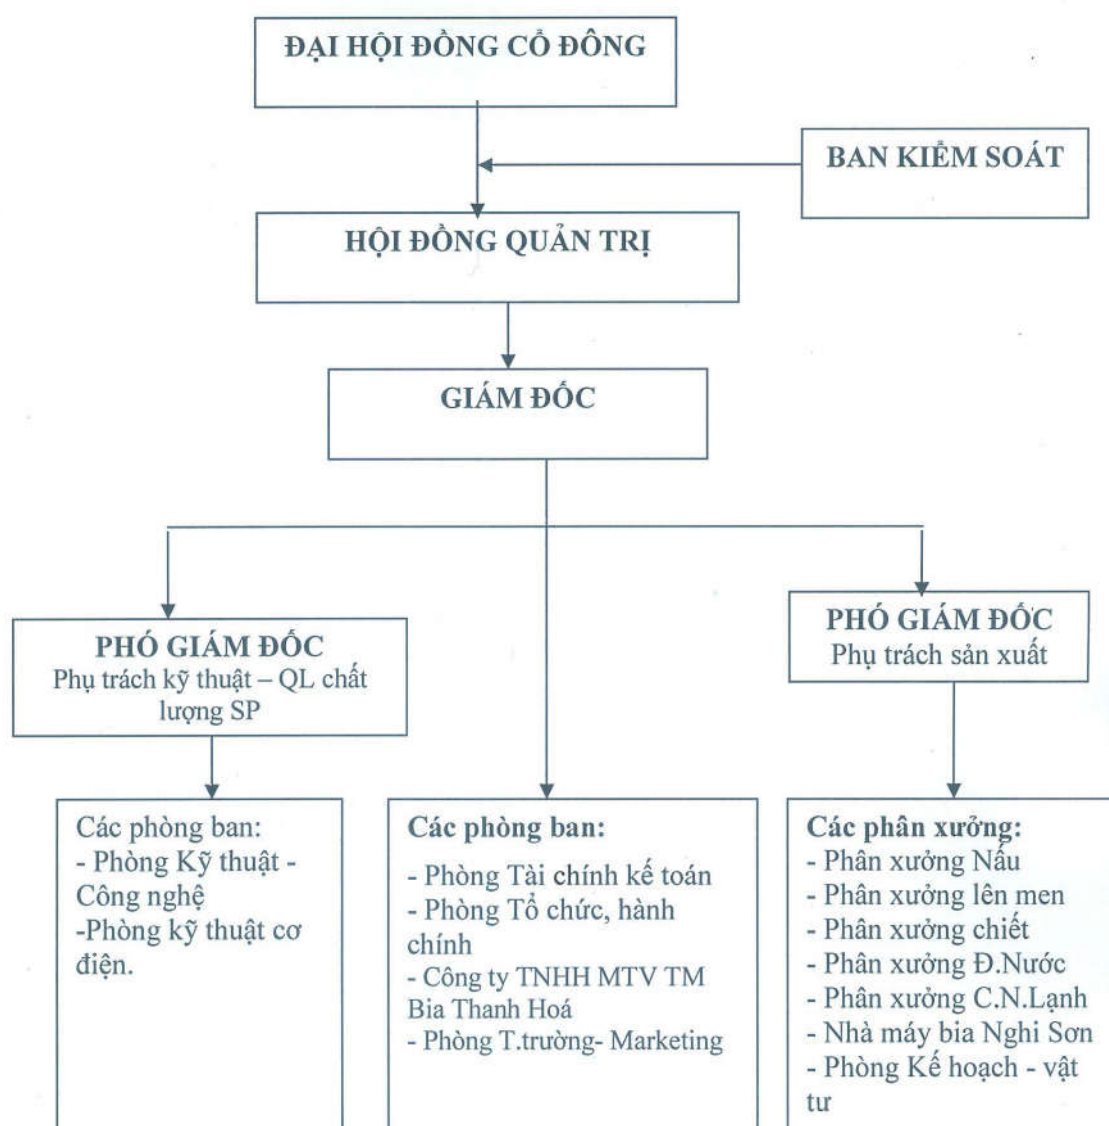 ĐẠI HỘI ĐỒNG CỔ ĐÔNG
BAN KIỂM SOÁT
HỘI ĐỒNG QUẢN TRỊ
GIÁM ĐỐC
PHÓ GIÁM ĐỐC
Phụ trách kỹ thuật – QL chất
lượng SP
PHÓ GIÁM ĐỐC
Phụ trách sản xuất
Các phòng ban:
- Phòng Kỹ thuật -
Công nghệ
-Phòng kỹ thuật cơ
điện.
Các phòng ban:
- Phòng Tài chính kế toán
- Phòng Tổ chức, hành
chính
- Công ty TNHH MTV TM
Bia Thanh Hoá
- Phòng T.trường- Marketing
Các phân xưởng:
- Phân xưởng Nấu
- Phân xưởng lên men
- Phân xưởng chiết
- Phân xưởng Đ.Nước
- Phân xưởng C.N.Lạnh
- Nhà máy bia Nghi Sơn
- Phòng Kế hoạch - vật
tư